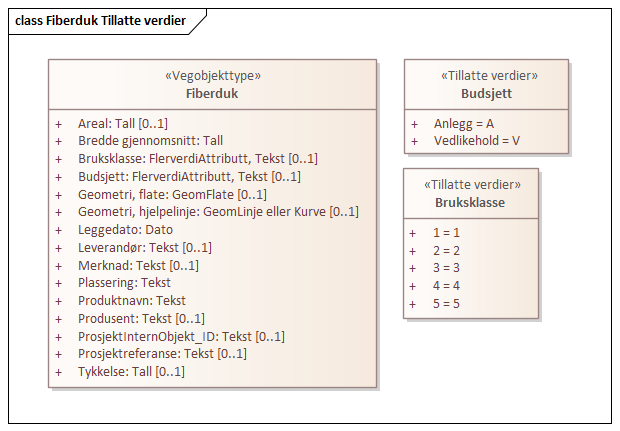 class Fiberduk Tillatte verdier
«Vegobjekttype»
Fiberduk
+ Areal: Tall [0..1]
+ Bredde gjennomsnitt: Tall
+ Bruksklasse: FlerverdiAttributt, Tekst [0..1]
+ Budsjett: FlerverdiAttributt, Tekst [0..1]
+ Geometri, flate: GeomFlate [0..1]
+ Geometri, hjelpelinje: GeomLinje eller Kurve [0..1]
+ Leggedato: Dato
+ Leverandør: Tekst [0..1]
+ Merknad: Tekst [0..1]
+ Plassering: Tekst
+ Produktnavn: Tekst
+ Produsent: Tekst [0..1]
+ ProsjektInternObjekt_ID: Tekst [0..1]
+ Prosjektreferanse: Tekst [0..1]
+ Tykkelse: Tall [0..1]
«Tillatte verdier»
Budsjett
+ Anlegg = A
+ Vedlikehold = V
«Tillatte verdier»
Bruksklasse
+ 1 = 1
+ 2 = 2
+ 3 = 3
+ 4 = 4
+ 5 = 5